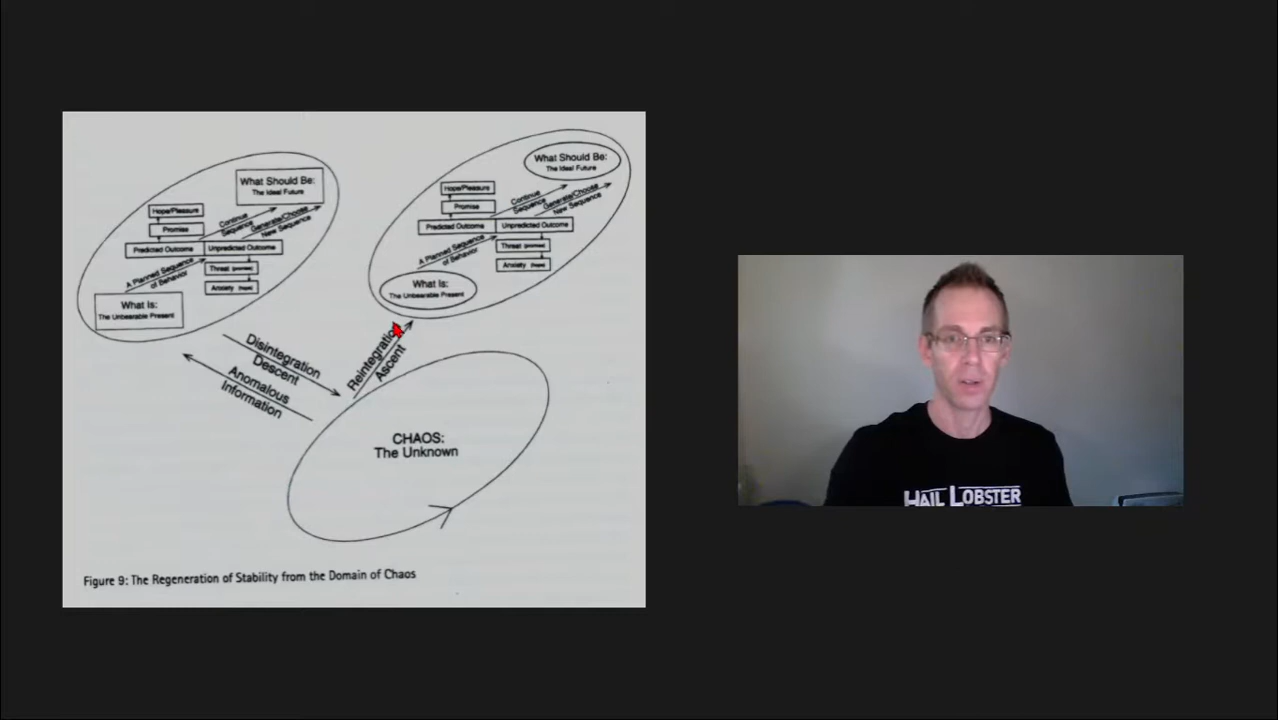 What Should Be:
The Ideal Future
Hope/Pleasure
Promise
Continue
Sequence
Generate/Choose
New Sequence
Predicted Outcome
Unpredicted Outcome
A Planned Sequence
of Behavior
Threat
Anxiety
What Is:
The Unbearable Present
What Should Be:
The Ideal Future
Hope/Pleasure
Promise
Continue
Sequence
Generate/Choose
New Sequence
Predicted Outcome
Unpredicted Outcome
A Planned Sequence
of Behavior
Threat
Anxiety
What Is:
The Unbearable Present
Disintegration
Descent
Anomalous
Information
Reintegration
Ascent
CHAOS:
The Unknown
Figure 9: The Regeneration of Stability from the Domain of Chaos
HAIL LOBSTER